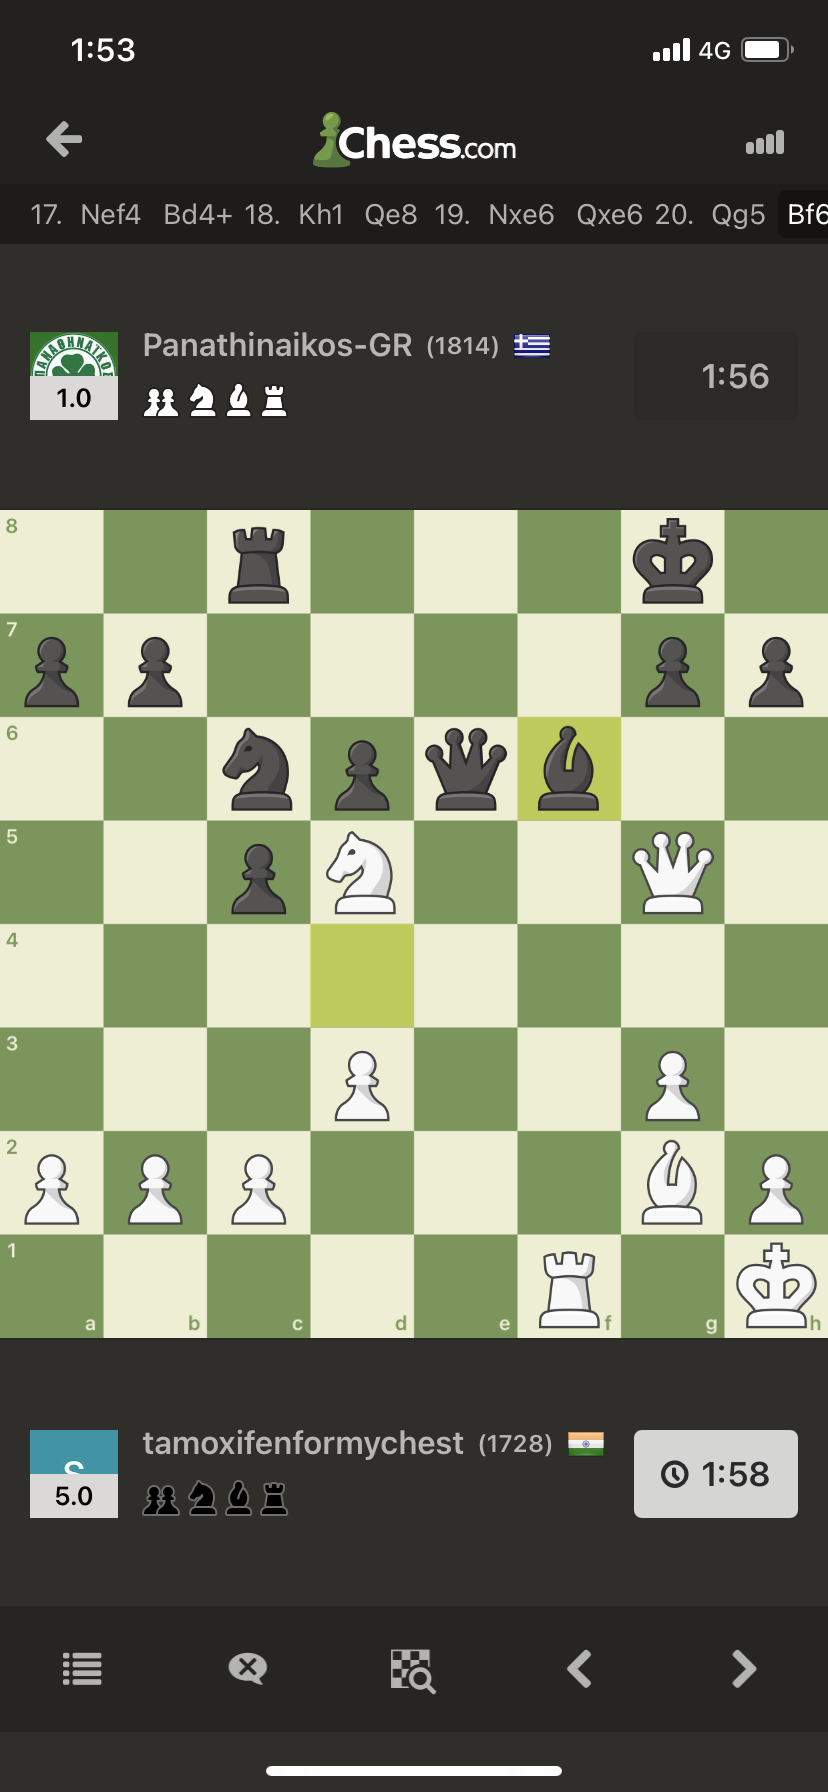 1:53
4G
Chess.com
17. Nef4 Bd4+ 18. Kh1 Qe8 19. Nxe6 Qxe6 20. Qg5 Bf6
ΠΑΝΑΘΗΝΑΪΚΟΣ
Panathinaikos-GR (1814)
1.0
1:56
8
7
6
5
4
3
2
1
a b c d e f g h
tamoxifenformychest (1728)
S
5.0
1:58